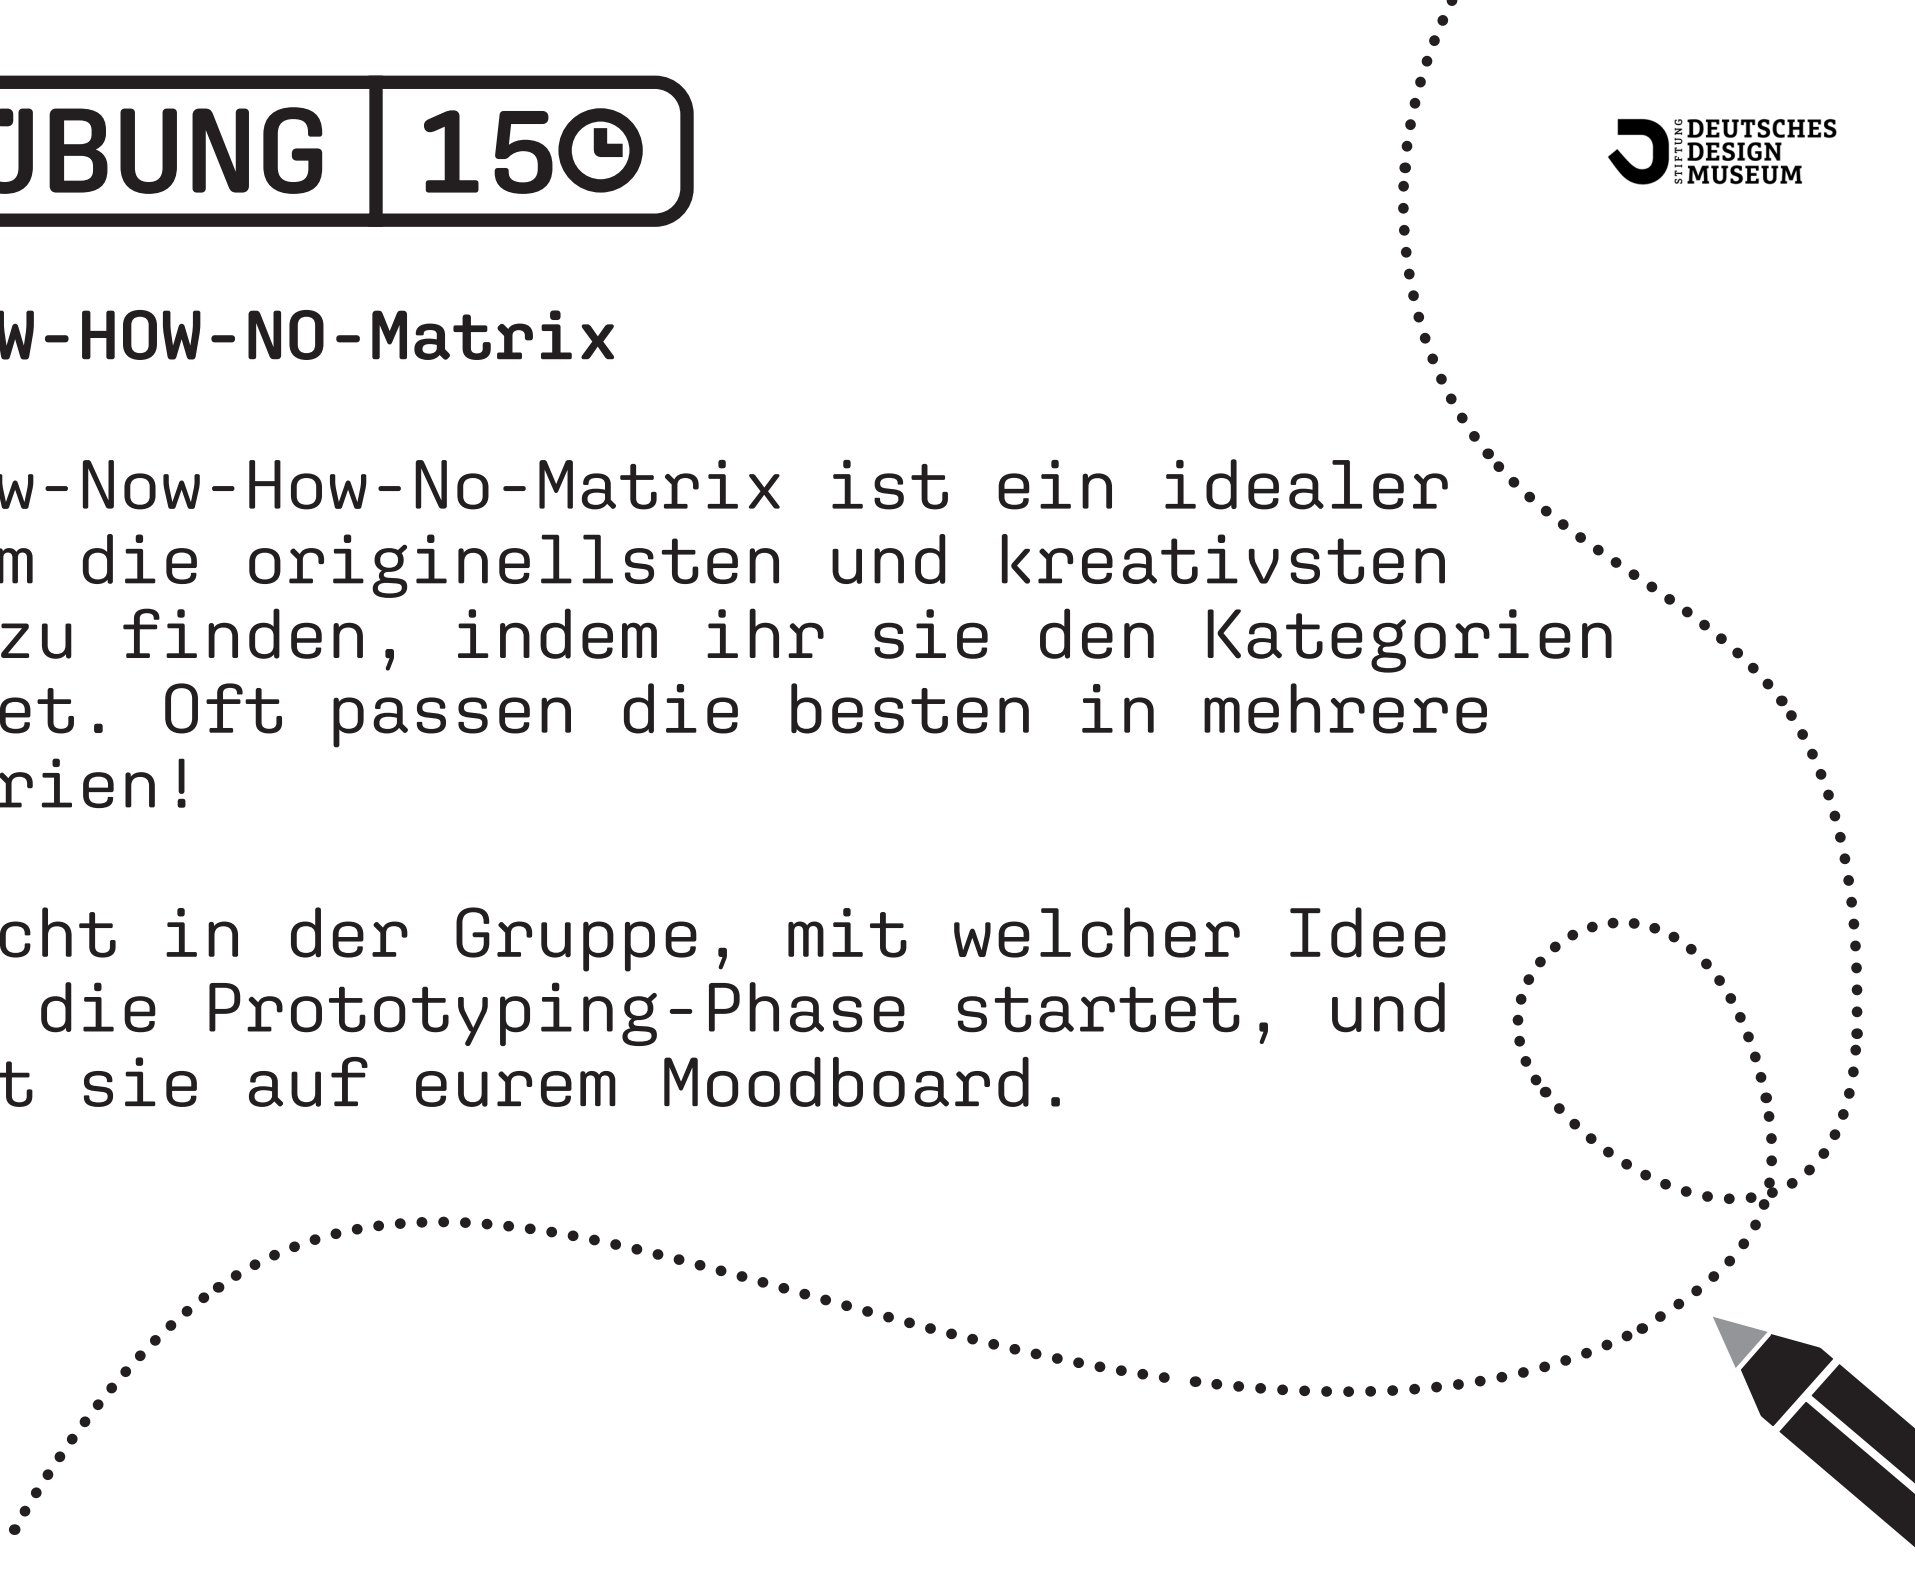 ÜBUNG 15
STIFTUNG DEUTSCHES
DESIGN
MUSEUM
W-HOW-NO-Matrix
w-Now-How-No-Matrix ist ein idealer
m die originellsten und kreativsten
zu finden, indem ihr sie den Kategorien
et. Oft passen die besten in mehrere
rien!
cht in der Gruppe, mit welcher Idee
die Prototyping-Phase startet, und
t sie auf eurem Moodboard.